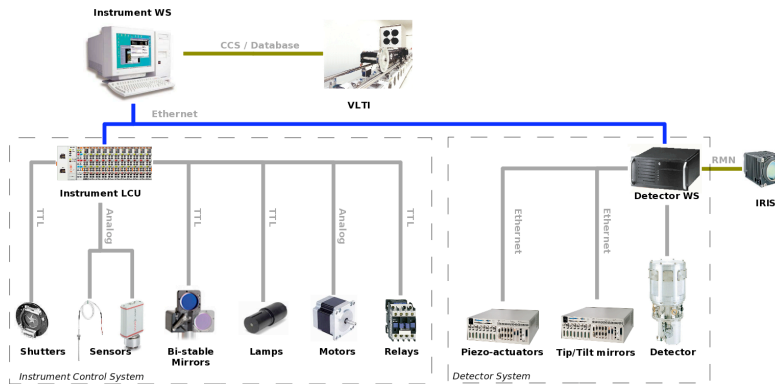 Instrument WS
CCS / Database
VLTI
Ethernet
Instrument LCU
Detector WS
RMN
IRIS
TTL
Analog
TTL
TTL
Analog
TTL
Ethernet
Ethernet
Shutters
Sensors
Bi-stable
Mirrors
Lamps
Motors
Relays
Piezo-actuators
Tip/Tilt mirrors
Detector
Instrument Control System
Detector System